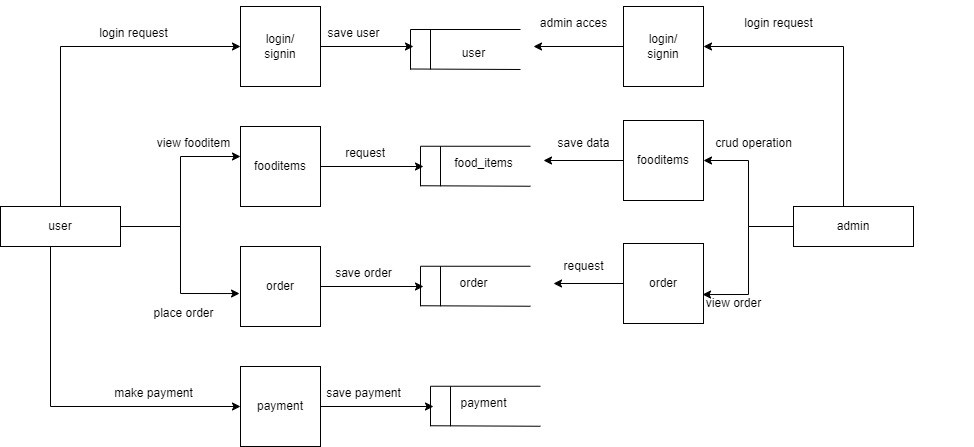 login request
login/
signin
save user
user
admin acces
login/
signin
login request
view fooditem
fooditems
request
food_items
save data
fooditems
crud operation
user
admin
place order
order
save order
order
request
order
view order
make payment
payment
save payment
payment